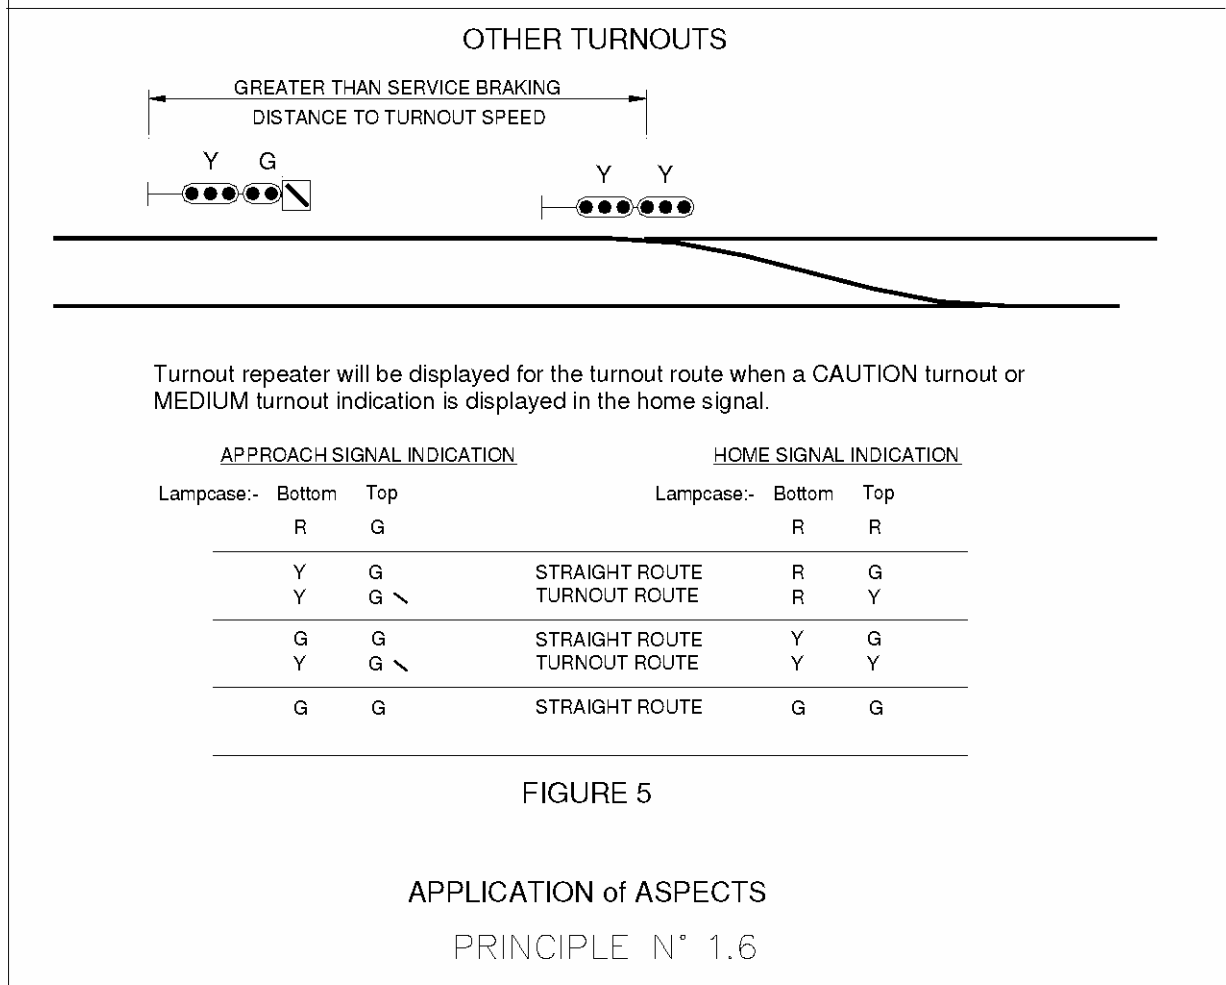 OTHER TURNOUTS
GREATER THAN SERVICE BRAKING
DISTANCE TO TURNOUT SPEED
Y G
Y Y
Turnout repeater will be displayed for the turnout route when a CAUTION turnout or
MEDIUM turnout indication is displayed in the home signal.
APPROACH SIGNAL INDICATION HOME SIGNAL INDICATION
Lampcase:- Bottom Top Lampcase:- Bottom Top
R G R R
Y G STRAIGHT ROUTE R G
Y G TURNOUT ROUTE R Y
G G STRAIGHT ROUTE Y G
Y G TURNOUT ROUTE Y Y
G G STRAIGHT ROUTE G G
FIGURE 5
APPLICATION of ASPECTS
PRINCIPLE N° 1.6